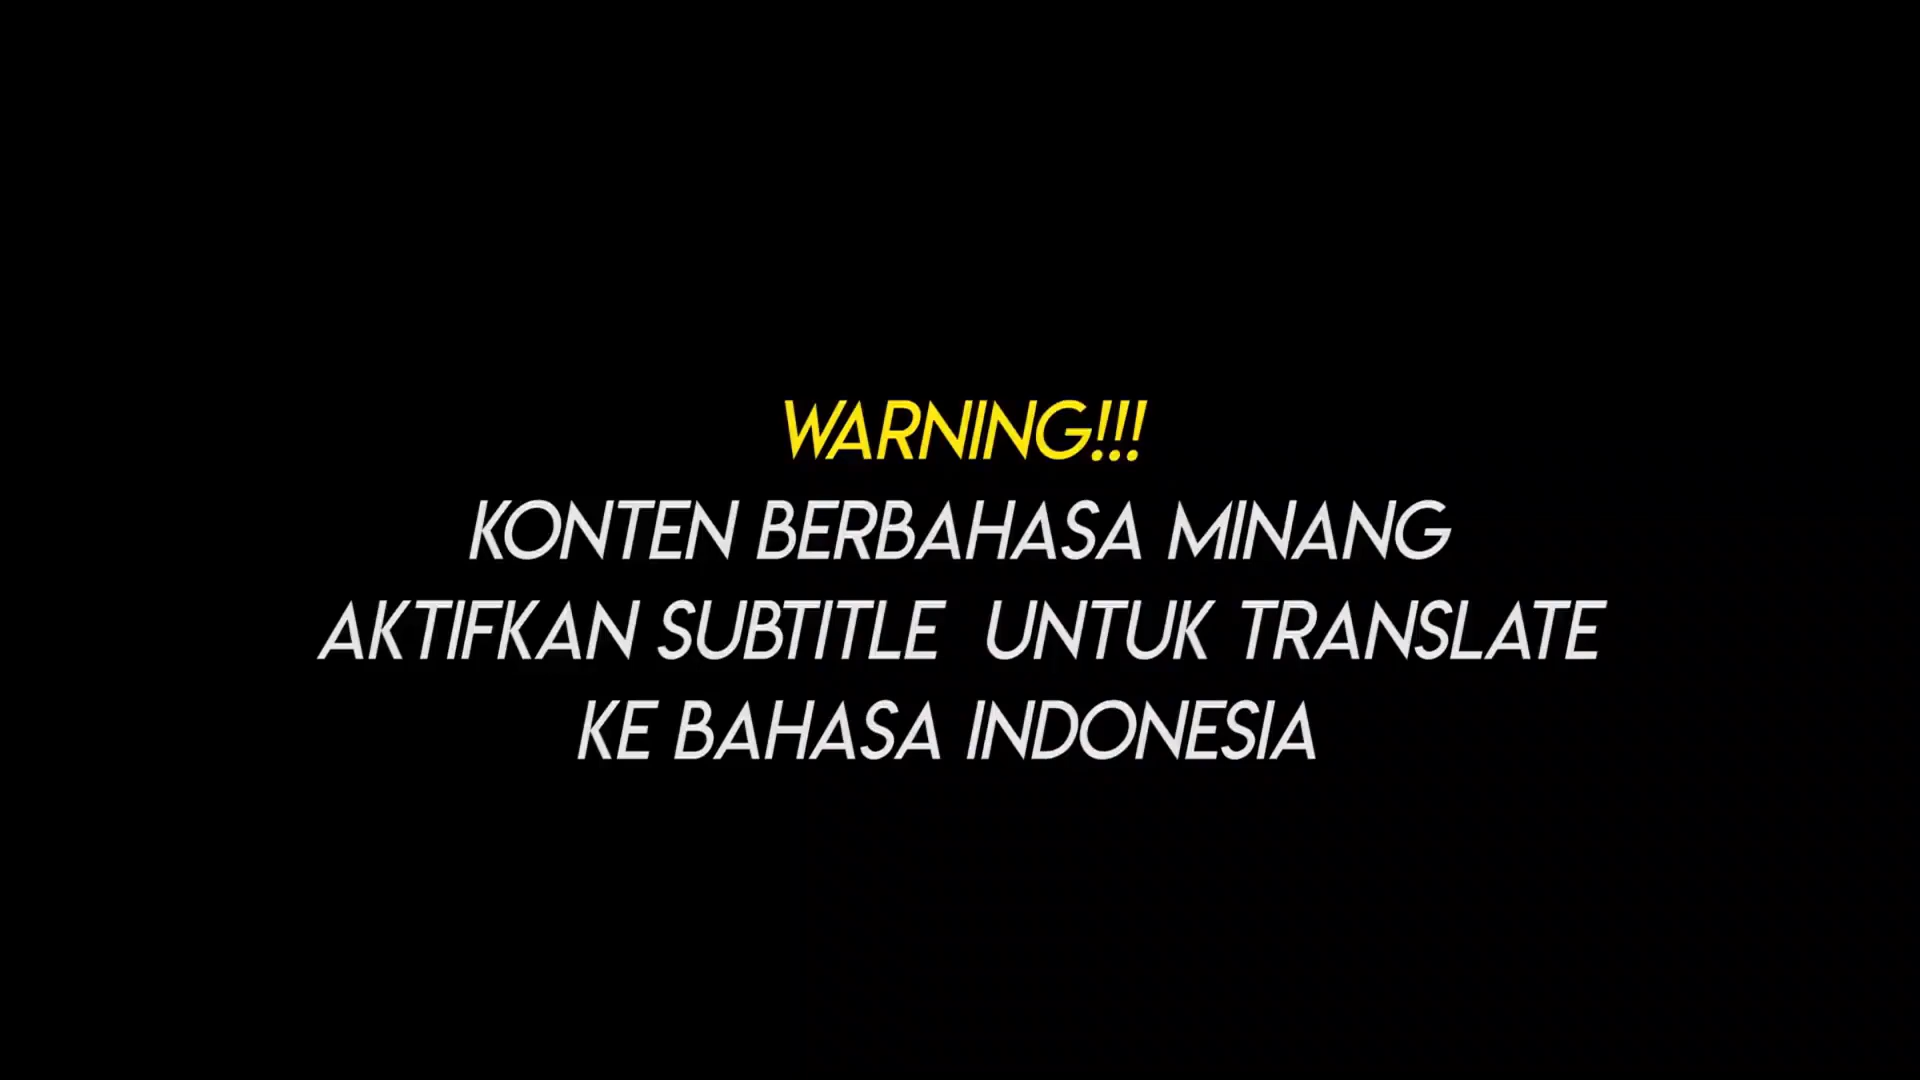 WARNING!!!
KONTEN BERBAHASA MINANG
AKTIFKAN SUBTITLE UNTUK TRANSLATE
KE BAHASA INDONESIA